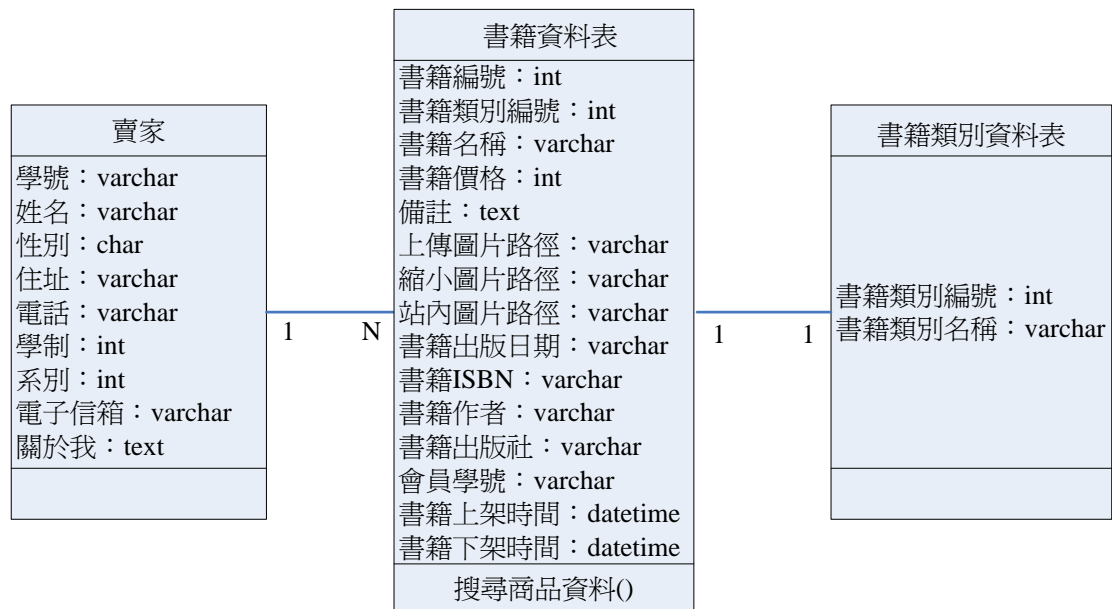 賣家
學號：varchar
姓名：varchar
性別：char
住址：varchar
電話：varchar
學制：int
系別：int
電子信箱：varchar
關於我：text
1
N
書籍資料表
書籍編號：int
書籍類別編號：int
書籍名稱：varchar
書籍價格：int
備註：text
上傳圖片路徑：varchar
縮小圖片路徑：varchar
站內圖片路徑：varchar
書籍出版日期：varchar
書籍ISBN：varchar
書籍作者：varchar
書籍出版社：varchar
會員學號：varchar
書籍上架時間：datetime
書籍下架時間：datetime
搜尋商品資料()
1
1
書籍類別資料表
書籍類別編號：int
書籍類別名稱：varchar